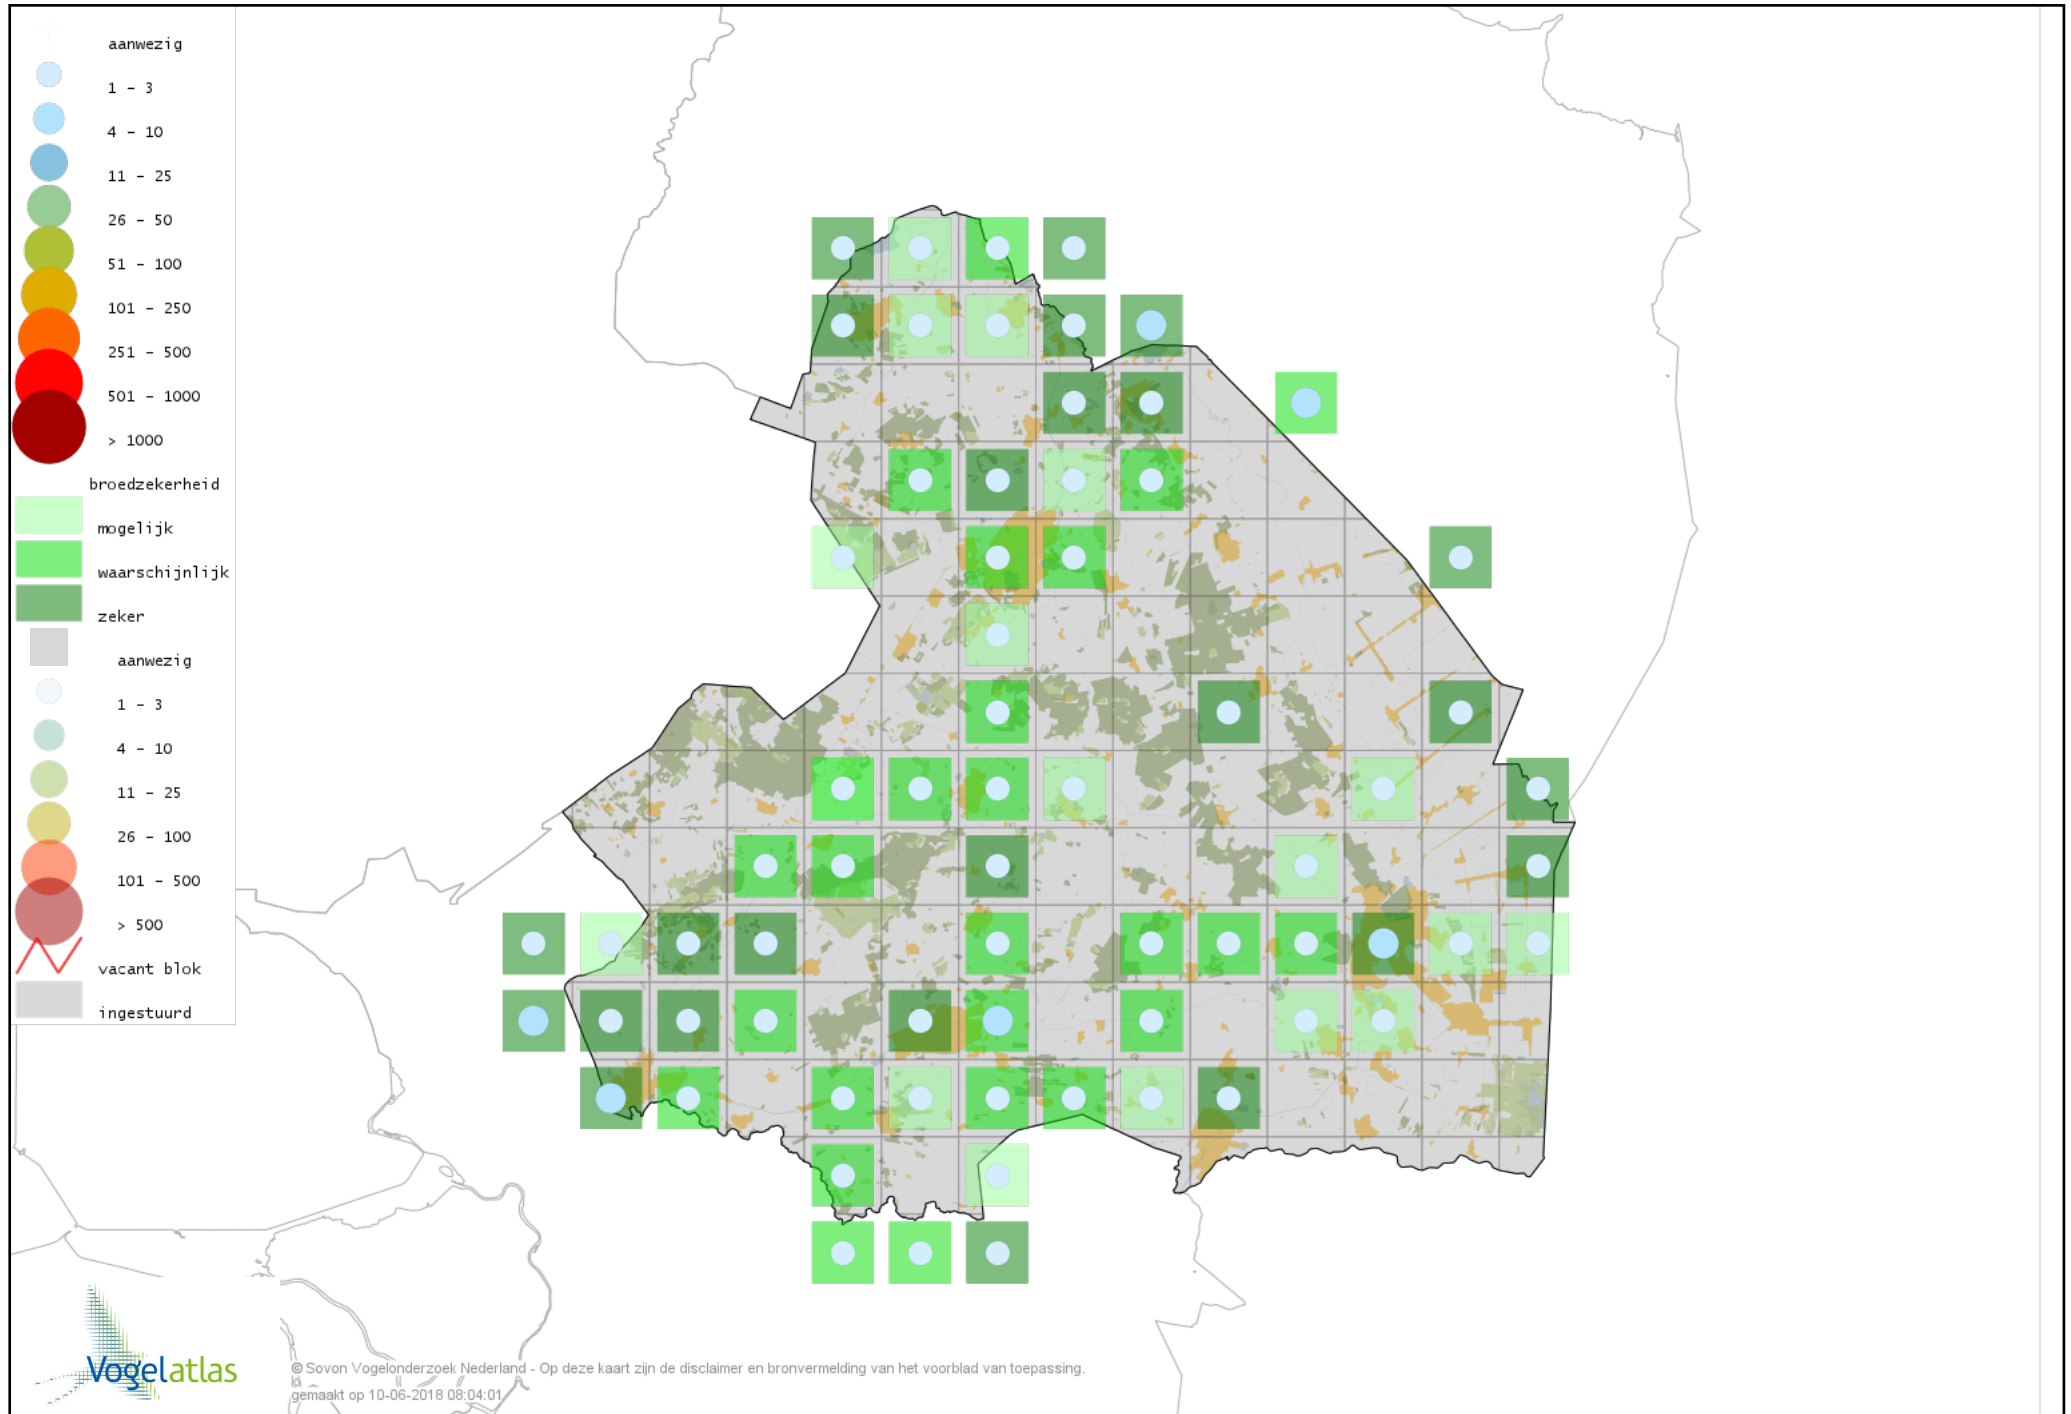 aanwezig
1 - 3
4 - 10
11 - 25
26 - 50
51 - 100
101 - 250
251 - 500
501 - 1000
> 1000
broedzekerheid
mogelijk
waarschijnlijk
zeker
aanwezig
1 - 3
4 - 10
11 - 25
26 - 100
101 - 500
> 500
vacant blok
ingestuurd
Vogelatlas
© Sovon Vogelonderzoek Nederland - Op deze kaart zijn de disclaimer en bronvermelding van het voorblad van toepassing.
gemaakt op 10-06-2018 08:04:01